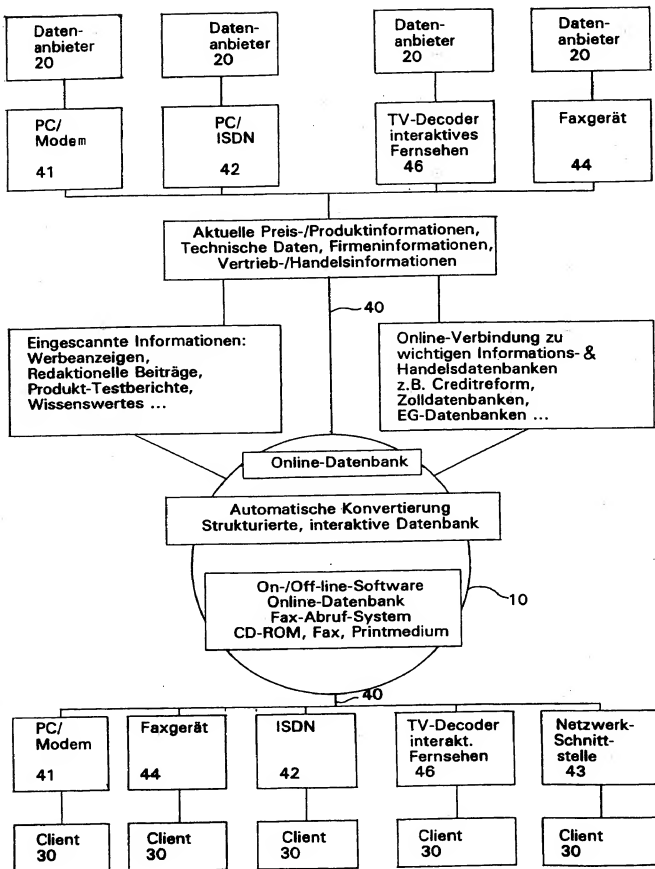 Daten-
anbieter
20
Daten-
anbieter
20
Daten-
anbieter
20
Daten-
anbieter
20
PC/
Modem
41
PC/
ISDN
42
TV-Decoder
interaktives
Fernsehen
46
Faxgerät
44
Aktuelle Preis-/Produktinformationen,
Technische Daten, Firmeninformationen,
Vertrieb-/Handelsinformationen
40
Eingescannte Informationen:
Werbeanzeigen,
Redaktionelle Beiträge,
Produkt-Testberichte,
Wissenswertes ...
Online-Verbindung zu
wichtigen Informations- &
Handelsdatenbanken
z.B. Creditreform,
Zolldatenbanken,
EG-Datenbanken ...
Online-Datenbank
Automatische Konvertierung
Strukturierte, interaktive Datenbank
On-/Off-line-Software
Online-Datenbank
Fax-Abruf-System
CD-ROM, Fax, Printmedium
10
40
PC/
Modem
41
Faxgerät
44
ISDN
42
TV-Decoder
interakt.
Fernsehen
46
Netzwerk-
Schnitt-
stelle
43
Client
30
Client
30
Client
30
Client
30
Client
30